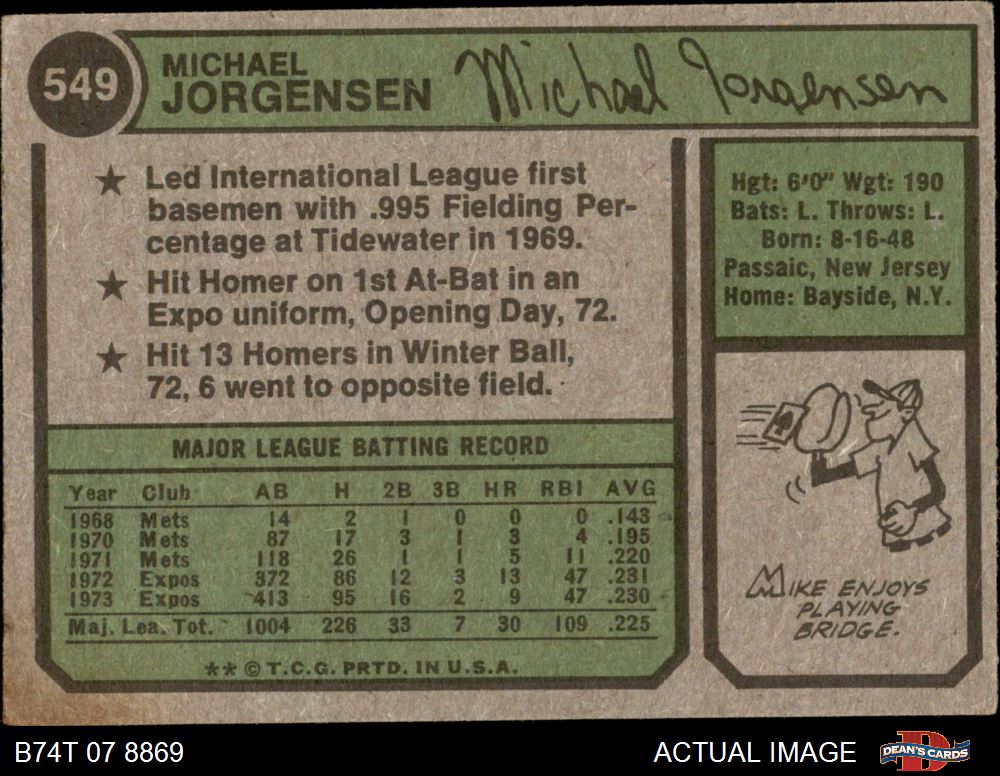 549
MICHAEL
JORGENSEN
Michael Jorgensen
★ Led International League first
basemen with .995 Fielding Per-
centage at Tidewater in 1969.
★ Hit Homer on 1st At-Bat in an
Expo uniform, Opening Day, 72.
★ Hit 13 Homers in Winter Ball,
72, 6 went to opposite field.
Hgt: 6'0" Wgt: 190
Bats: L. Throws: L.
Born: 8-16-48
Passaic, New Jersey
Home: Bayside, N.Y.
MAJOR LEAGUE BATTING RECORD
Year Club AB H 2B 3B HR RBI AVG
1968 Mets 14 2 1 0 0 0 .143
1970 Mets 87 17 3 1 3 4 .195
1971 Mets 118 26 1 1 5 11 .220
1972 Expos 372 86 12 3 13 47 .231
1973 Expos 413 95 16 2 9 47 .230
Maj. Lea. Tot. 1004 226 33 7 30 109 .225
** © T.C.G. PRTD. IN U.S.A.
MIKE ENJOYS
PLAYING
BRIDGE.
B74T 07 8869
ACTUAL IMAGE
DEAN'S CARDS